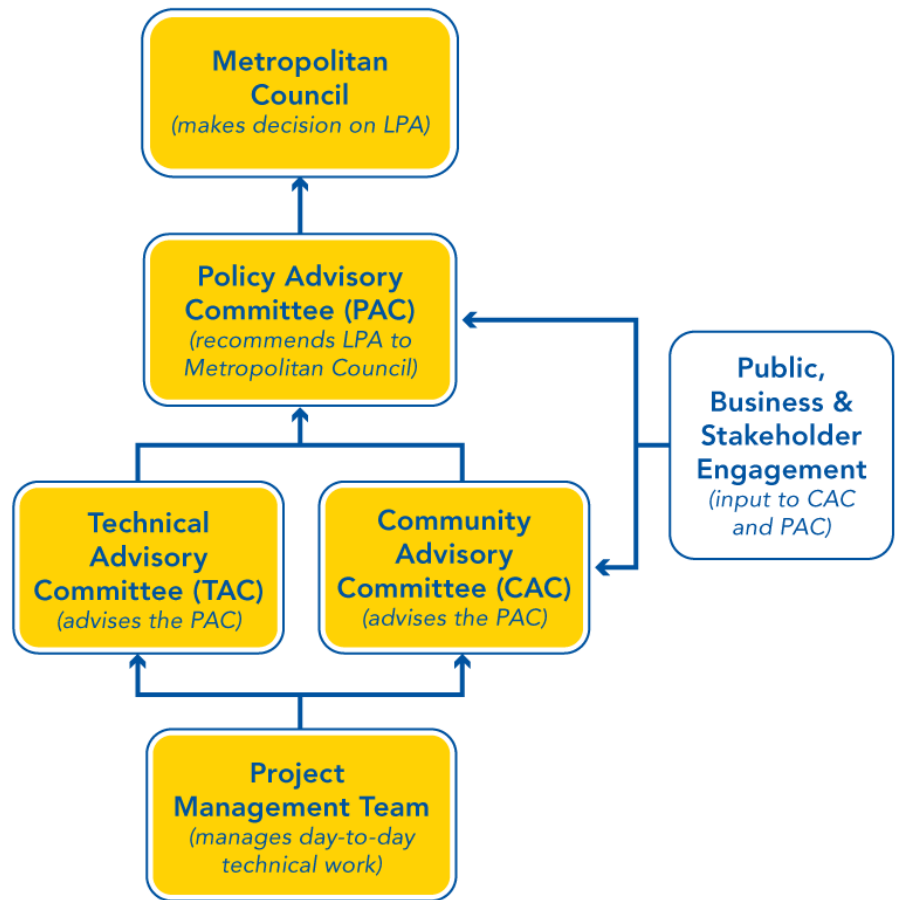 Metropolitan
Council
(makes decision on LPA)
Policy Advisory
Committee (PAC)
(recommends LPA to
Metropolitan Council)
Public,
Business &
Stakeholder
Engagement
(input to CAC
and PAC)
Technical
Advisory
Committee (TAC)
(advises the PAC)
Community
Advisory
Committee (CAC)
(advises the PAC)
Project
Management Team
(manages day-to-day
technical work)